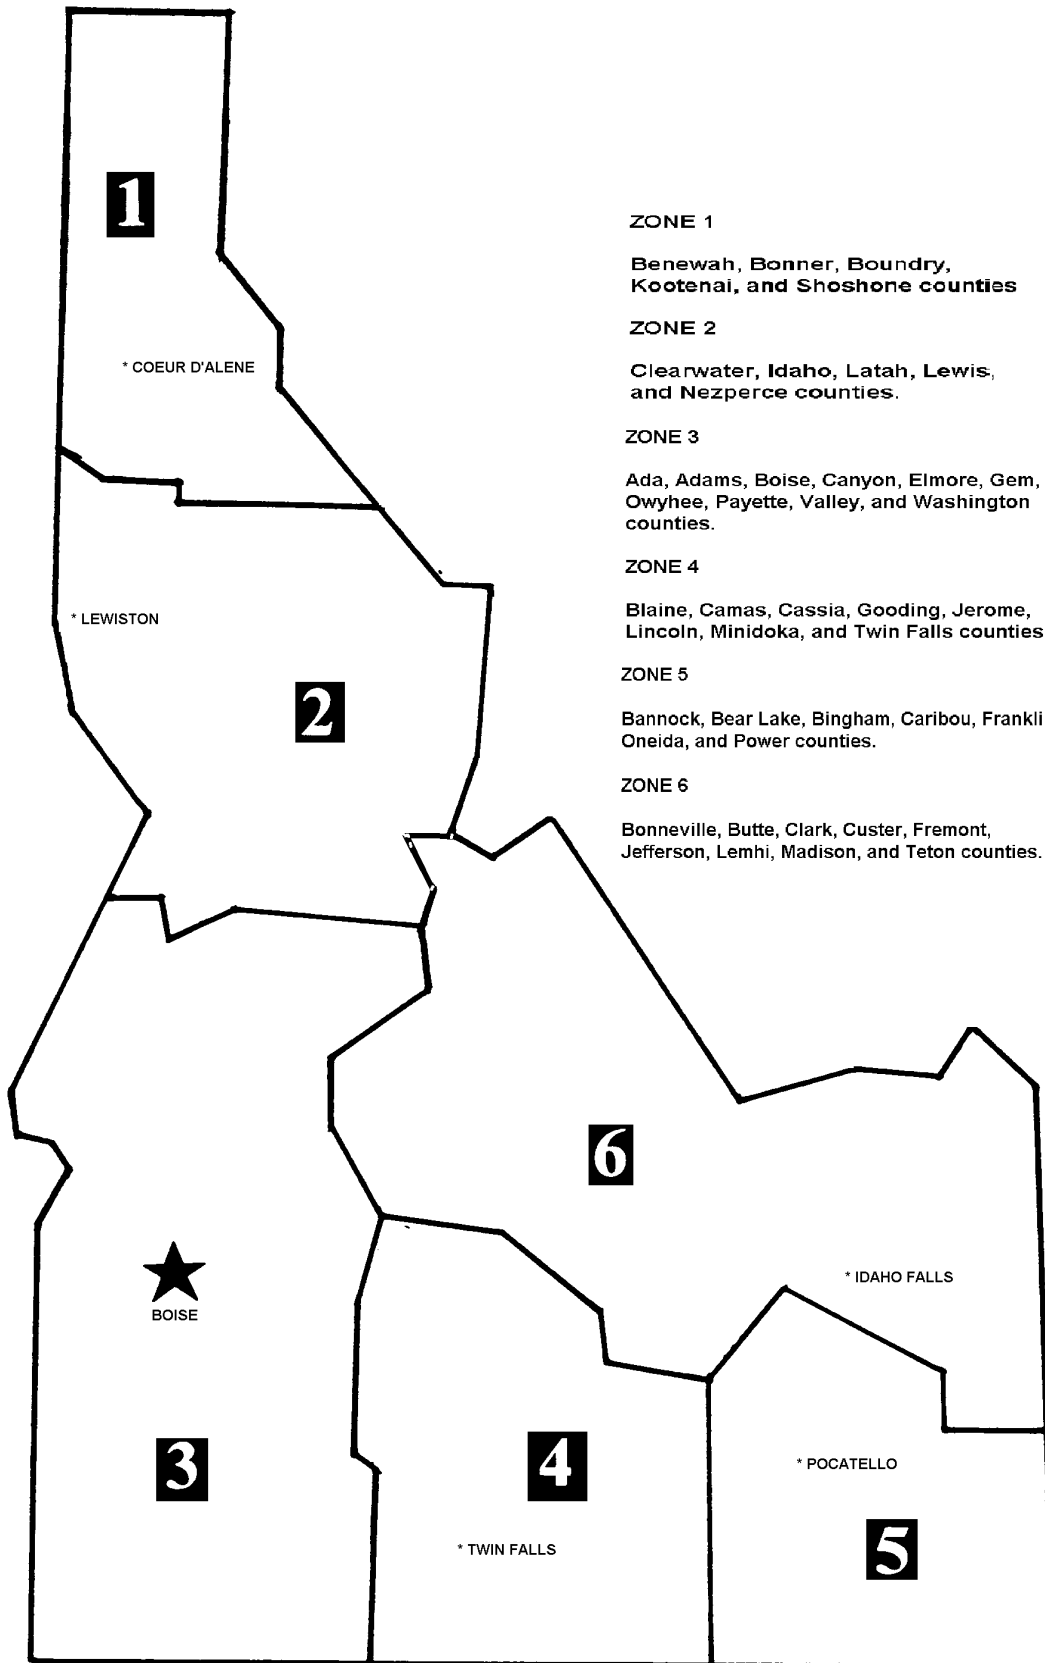 1
ZONE 1
Benewah, Bonner, Boundry,
Kootenai, and Shoshone counties
ZONE 2
* COEUR D'ALENE
Clearwater, Idaho, Latah, Lewis,
and Nezperce counties.
ZONE 3
Ada, Adams, Boise, Canyon, Elmore, Gem,
Owyhee, Payette, Valley, and Washington
counties.
ZONE 4
* LEWISTON
Blaine, Camas, Cassia, Gooding, Jerome,
Lincoln, Minidoka, and Twin Falls counties
ZONE 5
2
Bannock, Bear Lake, Bingham, Caribou, Frankli
Oneida, and Power counties.
ZONE 6
Bonneville, Butte, Clark, Custer, Fremont,
Jefferson, Lemhi, Madison, and Teton counties.
6
* IDAHO FALLS
BOISE
3
4
* POCATELLO
* TWIN FALLS
5